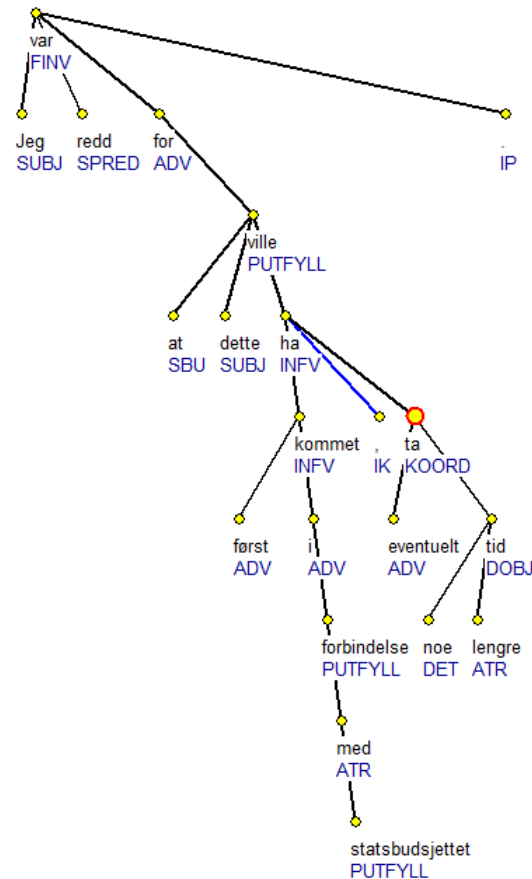 var
FINV
Jeg redd for .
SUBJ SPRED ADV IP
ville
PUTFYLL
at dette ha
SBU SUBJ INFV
kommet , ta
INFV IK KOORD
først i eventuelt tid
ADV ADV ADV DOBJ
forbindelse noe lengre
PUTFYLL DET ATR
med
ATR
statsbudsjettet
PUTFYLL